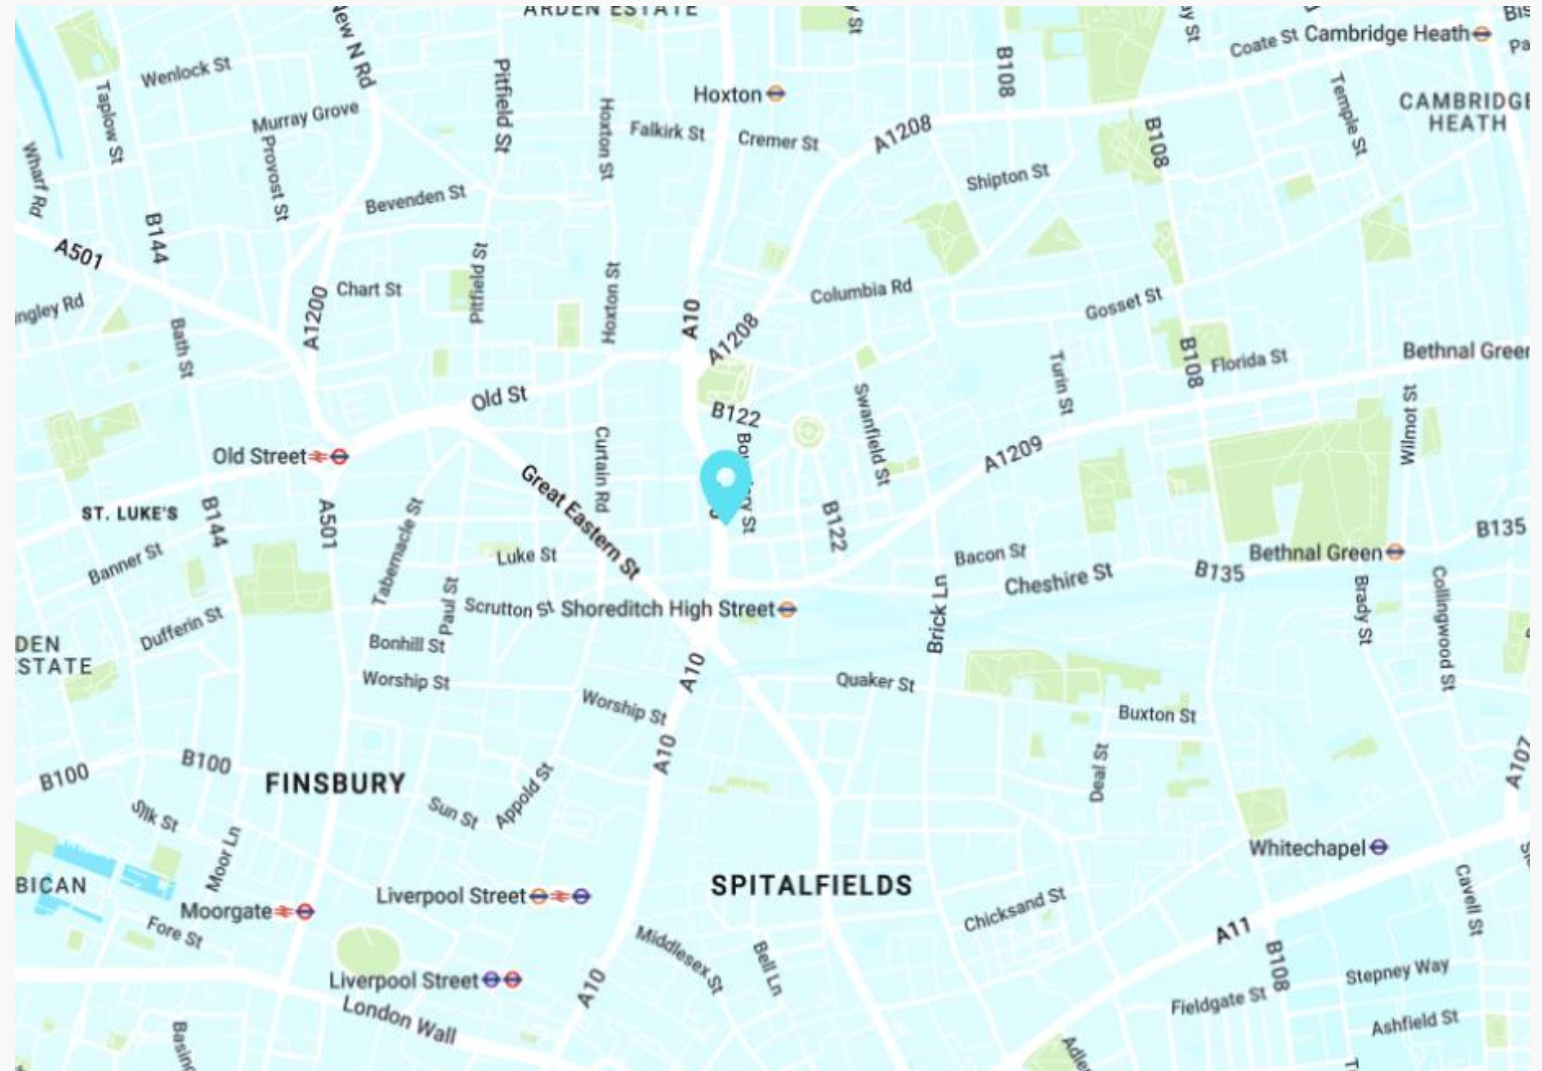 ARDEN ESTATE
New N Rd
Wenlock St
Taplow St
Murray Grove
Provost St
Pitfield St
Hoxton St
Falkirk St
Hoxton
Cremer St
A1208
B108
Coate St
Cambridge Heath
Temple St
CAMBRIDGE
HEATH
B108
Shipton St
Wharf Rd
B144
Bevenden St
A501
A1200
Chart St
Pitfield St
Hoxton St
A10
A1208
Columbia Rd
Gosset St
B108
Florida St
Bethnal Green
Bath St
Turin St
Old St
B122
Swanfield St
Wilmot St
A1209
Old Street
Curtain Rd
Great Eastern St
ST. LUKE'S
B144
A501
Tabernacle St
B122
B135
Banner St
Luke St
Bacon St
Bethnal Green
Cheshire St
B135
Brady St
Collingwood St
Paul St
Scrutton St
Shoreditch High Street
Brick Ln
Dufferin St
Bonhill St
DEN
STATE
Worship St
A10
Quaker St
Worship St
Buxton St
A10
Deal St
A107
B100
B100
FINSBURY
Silk St
Moor Ln
Sun St
Appold St
Whitechapel
BICAN
Liverpool Street
SPITALFIELDS
Moorgate
Fore St
Chicksand St
Cavell St
A11
Middlesex St
Bell Ln
B108
Liverpool Street
A10
Stepney Way
London Wall
Fieldgate St
Ashfield St